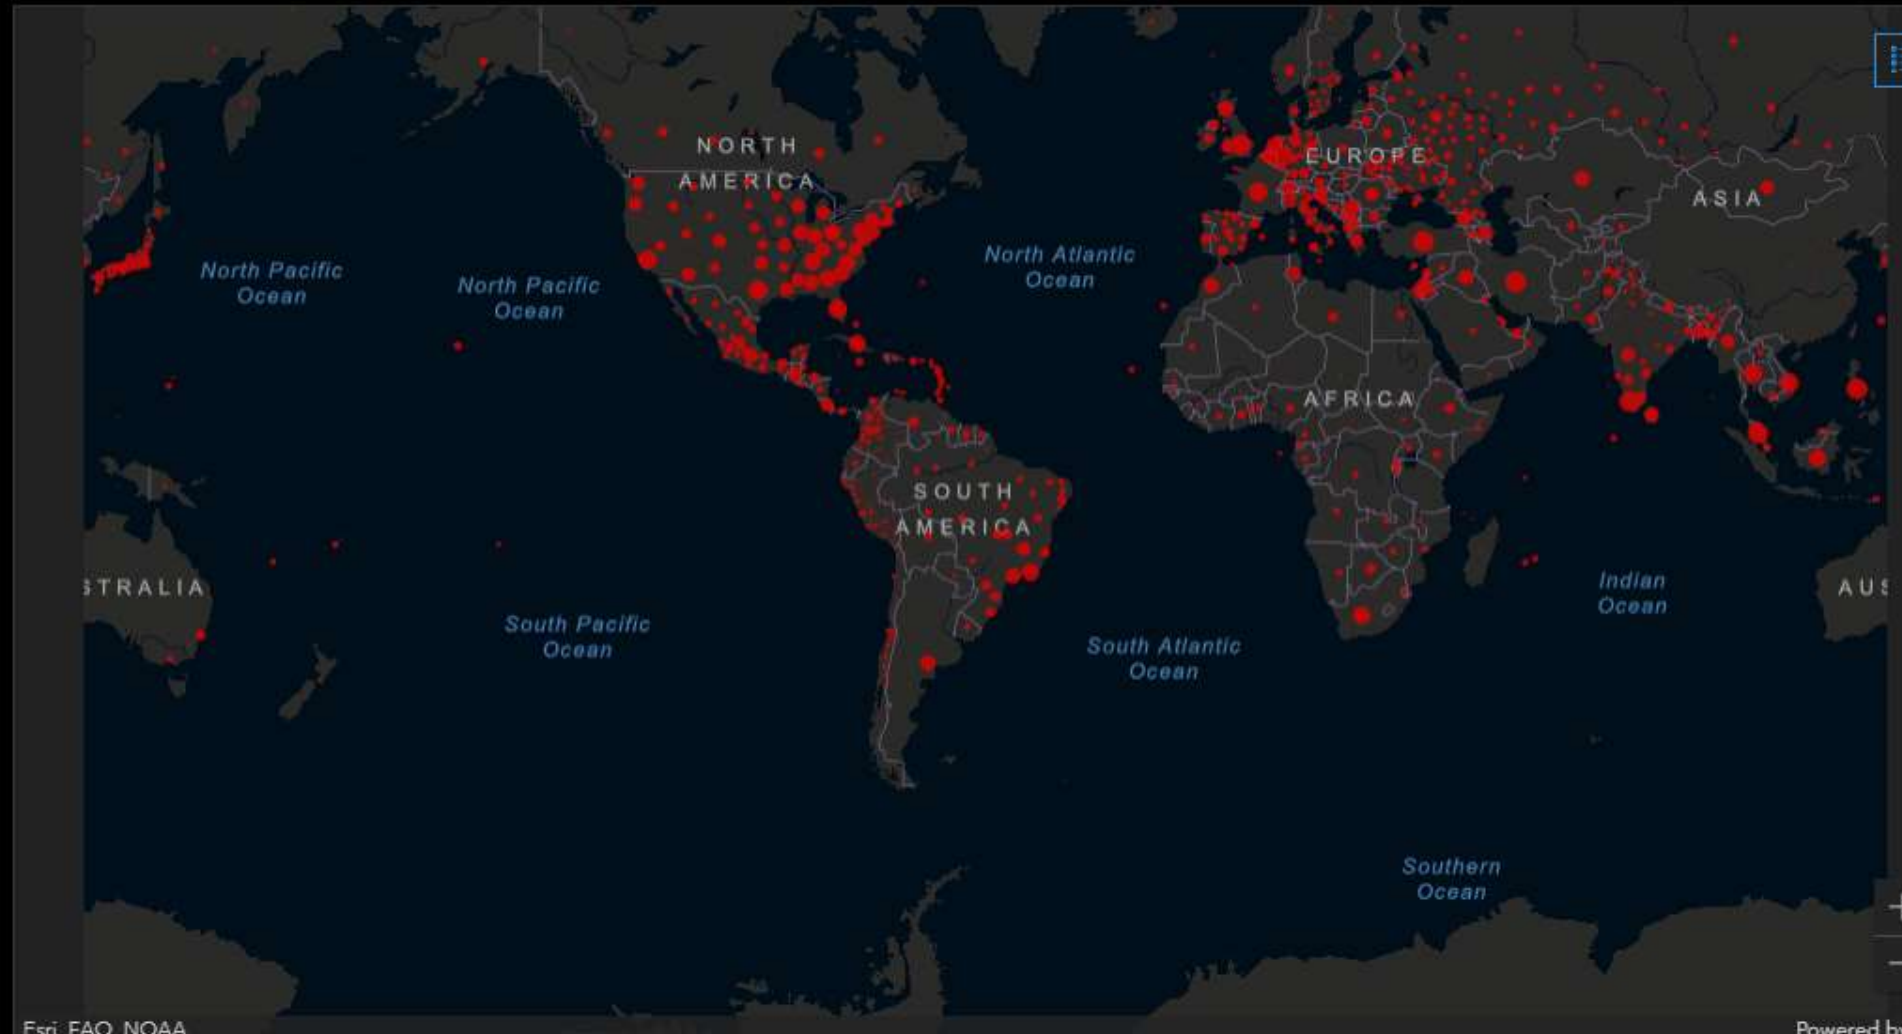 NORTH
AMERICA
EUROPE
ASIA
North Pacific
Ocean
North Pacific
Ocean
North Atlantic
Ocean
AFRICA
SOUTH
AMERICA
STRALIA
Indian
Ocean
AUS
South Pacific
Ocean
South Atlantic
Ocean
Southern
Ocean
Esri, FAO, NOAA
Powered by